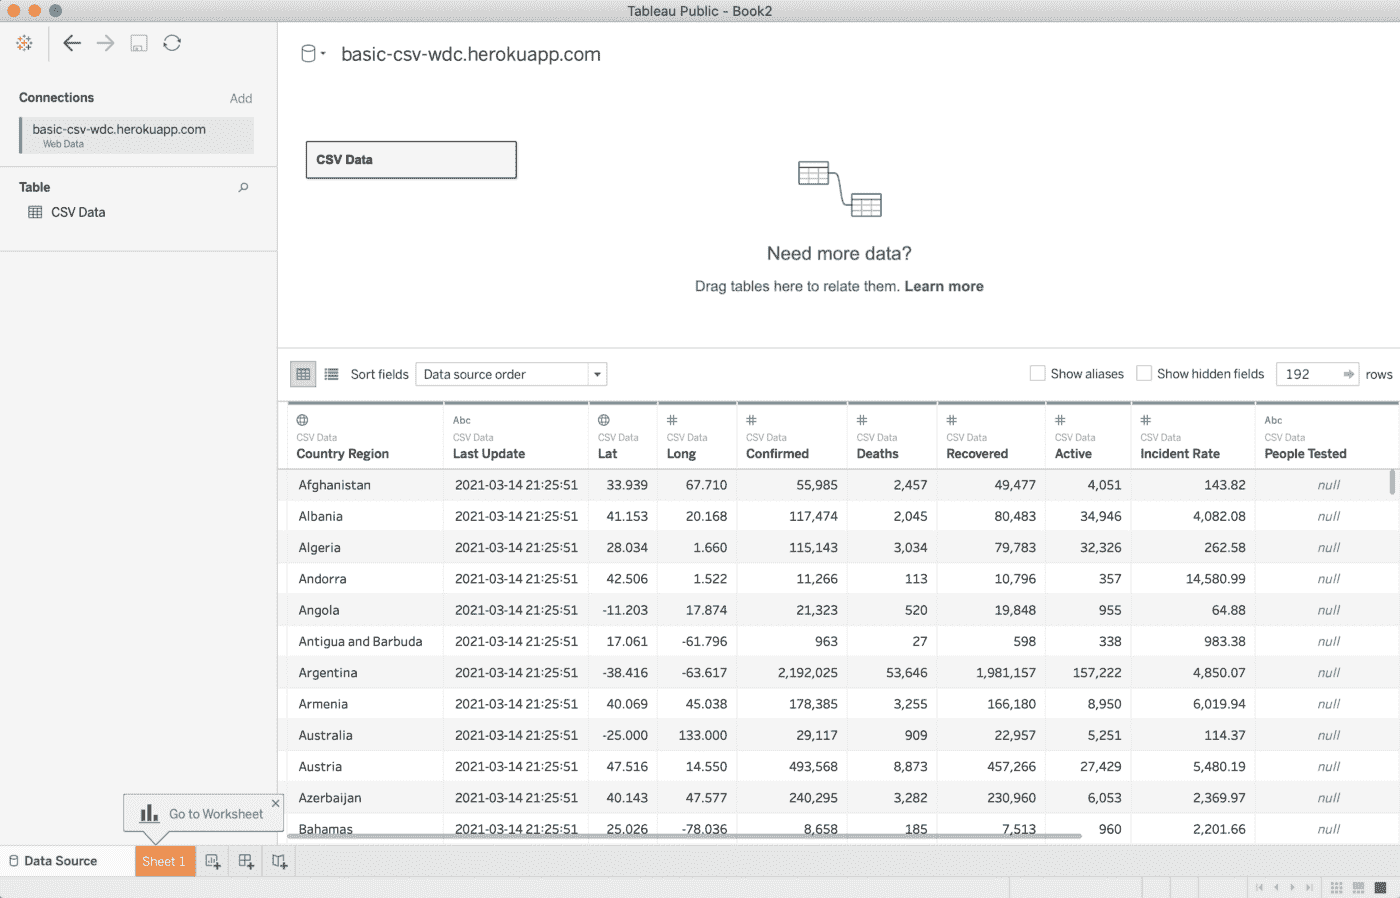 Tableau Public - Book2
basic-csv-wdc.herokuapp.com
Connections Add
basic-csv-wdc.herokuapp.com
Web Data
Table
CSV Data
CSV Data
Need more data?
Drag tables here to relate them. Learn more
Sort fields Data source order Show aliases Show hidden fields 192 rows
Abc Abc
CSV Data CSV Data CSV Data CSV Data CSV Data CSV Data CSV Data CSV Data CSV Data CSV Data
Country Region Last Update Lat Long Confirmed Deaths Recovered Active Incident Rate People Tested
Afghanistan 2021-03-14 21:25:51 33.939 67.710 55,985 2,457 49,477 4,051 143.82 null
Albania 2021-03-14 21:25:51 41.153 20.168 117,474 2,045 80,483 34,946 4,082.08 null
Algeria 2021-03-14 21:25:51 28.034 1.660 115,143 3,034 79,783 32,326 262.58 null
Andorra 2021-03-14 21:25:51 42.506 1.522 11,266 113 10,796 357 14,580.99 null
Angola 2021-03-14 21:25:51 -11.203 17.874 21,323 520 19,848 955 64.88 null
Antigua and Barbuda 2021-03-14 21:25:51 17.061 -61.796 963 27 598 338 983.38 null
Argentina 2021-03-14 21:25:51 -38.416 -63.617 2,192,025 53,646 1,981,157 157,222 4,850.07 null
Armenia 2021-03-14 21:25:51 40.069 45.038 178,385 3,255 166,180 8,950 6,019.94 null
Australia 2021-03-14 21:25:51 -25.000 133.000 29,117 909 22,957 5,251 114.37 null
Austria 2021-03-14 21:25:51 47.516 14.550 493,568 8,873 457,266 27,429 5,480.19 null
Azerbaijan 2021-03-14 21:25:51 40.143 47.577 240,295 3,282 230,960 6,053 2,369.97 null
Bahamas 2021-03-14 21:25:51 25.026 -78.036 8,658 185 7,513 960 2,201.66 null
Go to Worksheet
Data Source Sheet 1